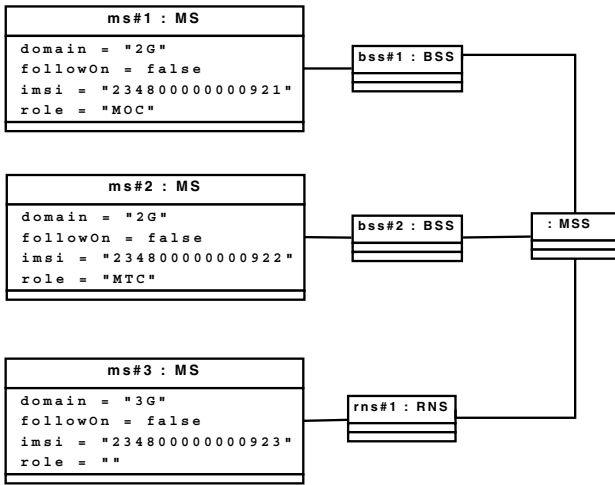 ms#1 : MS
domain = "2G"
followOn = false
imsi = "234800000000921"
role = "MOC"
bss#1 : BSS
ms#2 : MS
domain = "2G"
followOn = false
imsi = "234800000000922"
role = "MTC"
bss#2 : BSS
: MSS
ms#3 : MS
domain = "3G"
followOn = false
imsi = "234800000000923"
role = ""
rns#1 : RNS